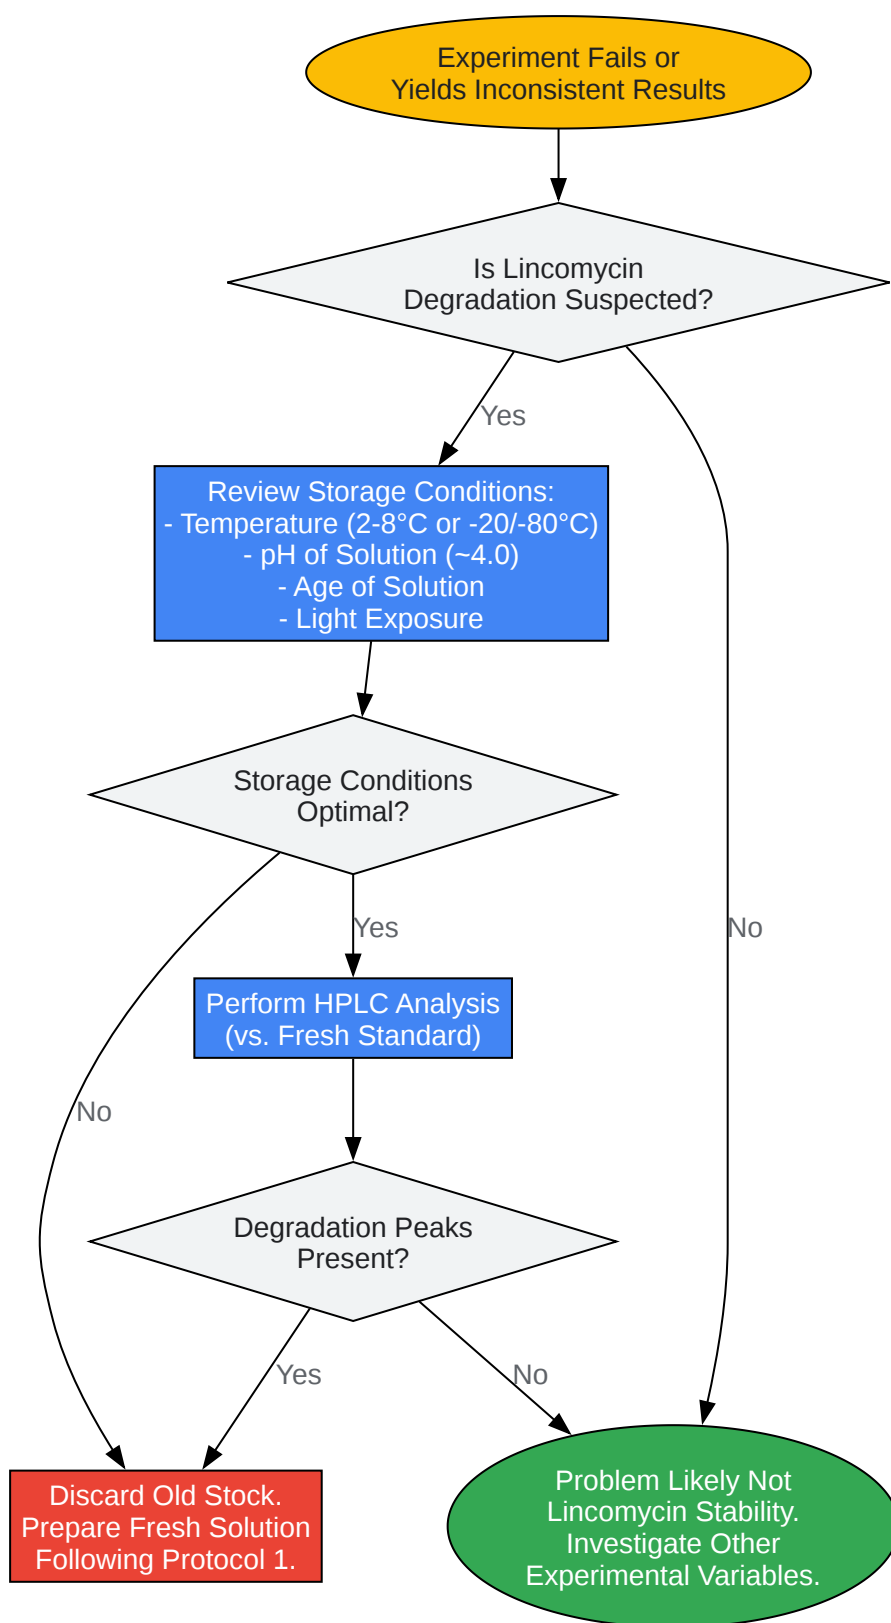 Experiment Fails or
Yields Inconsistent Results
Is Lincomycin
Degradation Suspected?
Yes
Review Storage Conditions:
- Temperature (2-8°C or -20/-80°C)
- pH of Solution (~4.0)
- Age of Solution
- Light Exposure
Storage Conditions
Optimal?
Yes
No
Perform HPLC Analysis
(vs. Fresh Standard)
No
Degradation Peaks
Present?
Yes
No
Discard Old Stock.
Prepare Fresh Solution
Following Protocol 1.
Problem Likely Not
Lincomycin Stability.
Investigate Other
Experimental Variables.